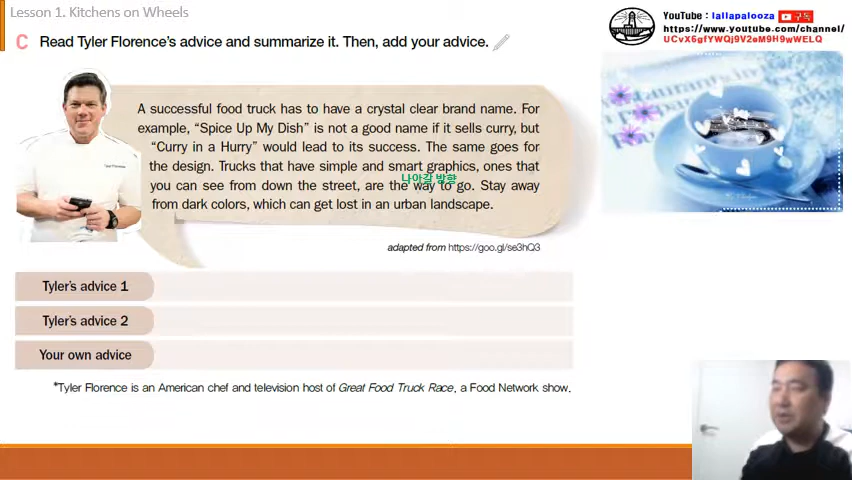 Lesson 1. Kitchens on Wheels
C Read Tyler Florence's advice and summarize it. Then, add your advice.
YouTube : lallapalooza 구독
https://www.youtube.com/channel/
UCvX6gfYWQj9V2eM9H9wWELQ
A successful food truck has to have a crystal clear brand name. For
example, “Spice Up My Dish” is not a good name if it sells curry, but
“Curry in a Hurry” would lead to its success. The same goes for
the design. Trucks that have simple and smart graphics, ones that
나아갈 방향
you can see from down the street, are the way to go. Stay away
from dark colors, which can get lost in an urban landscape.
adapted from https://goo.gl/se3hQ3
Tyler's advice 1
Tyler's advice 2
Your own advice
*Tyler Florence is an American chef and television host of Great Food Truck Race, a Food Network show.